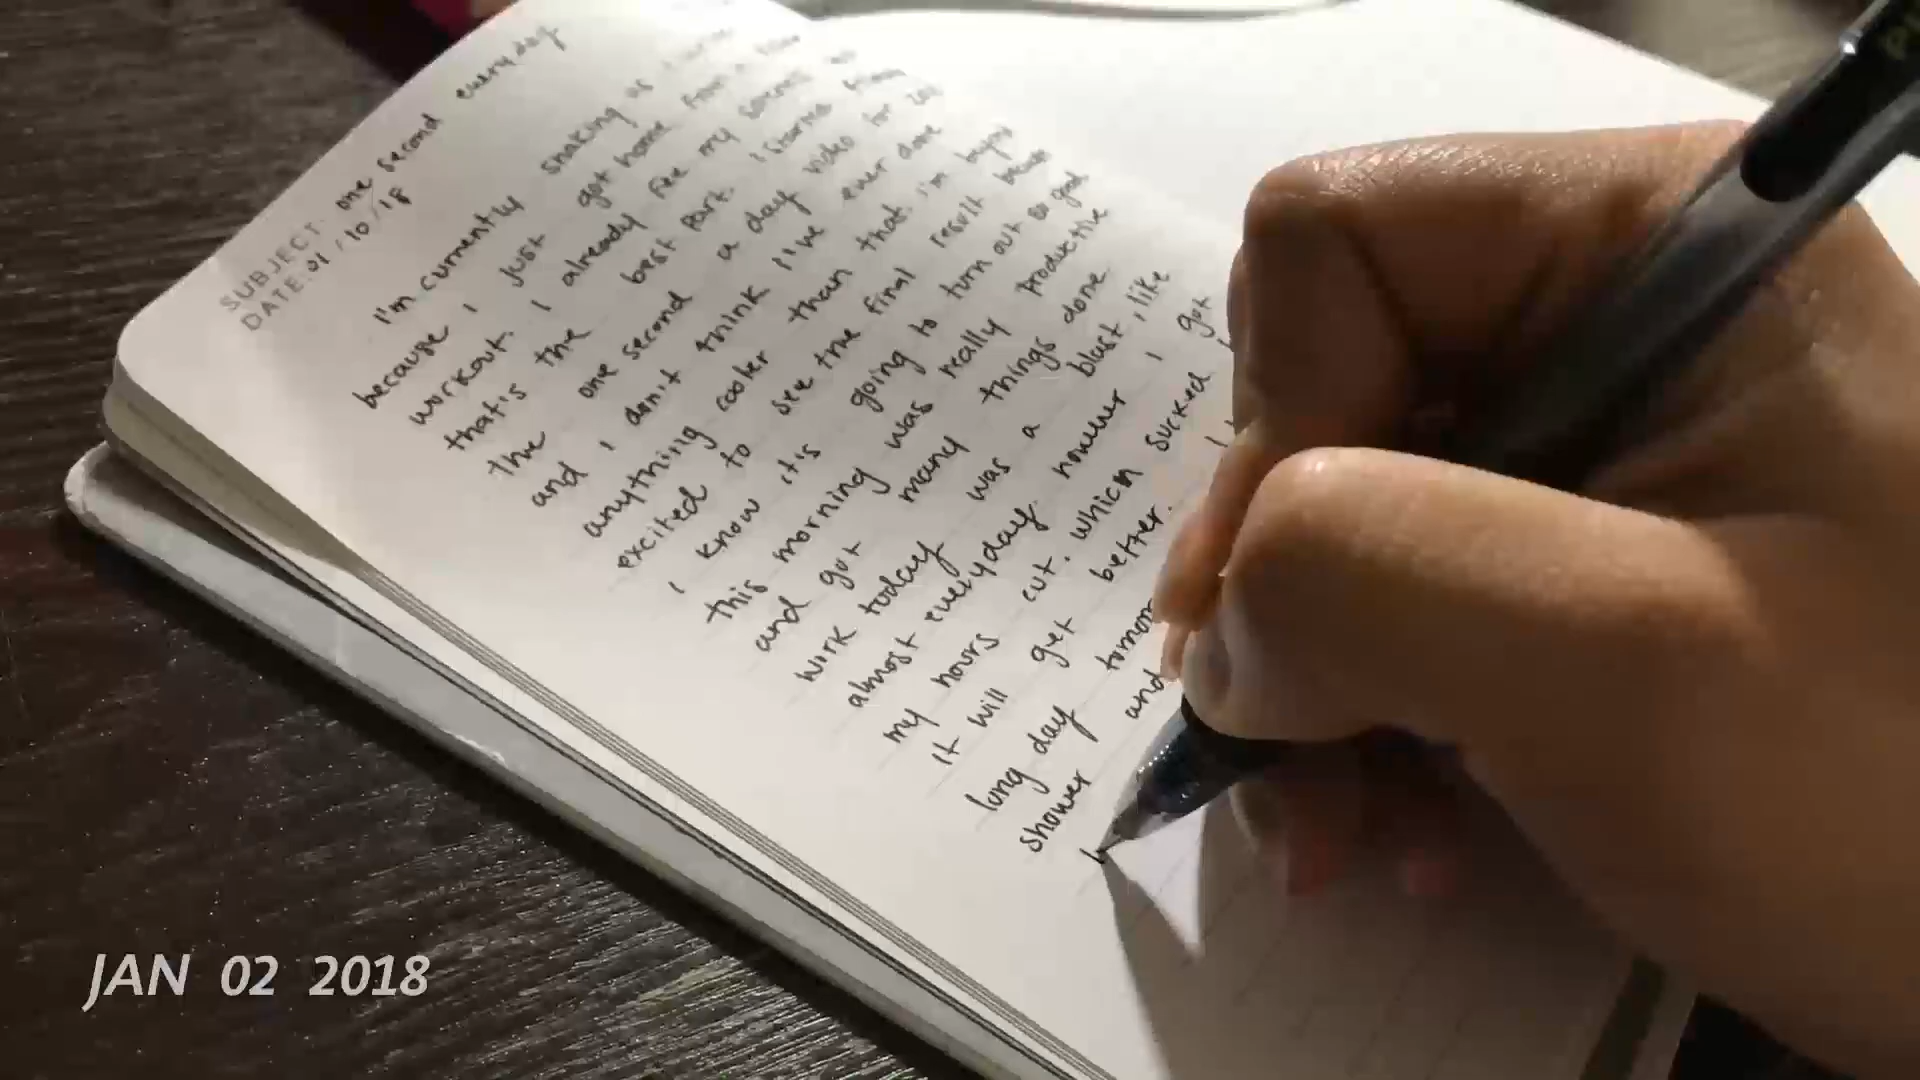 SUBJECT: one second everyday
DATE: 01/10/18
I'm currently shaking as I write
because I just got home from a
workout. I already feel my soreness
that's the best part. I started
the one second a day video for 2018
and I don't think I've ever done
anything cooler than that. I'm beyond
excited to see the final result because
I know it's going to turn out so good
this morning was really productive
and got many things done.
work today was a blast, like
almost everyday. however I got
my hours cut. which sucked
it will get better.
long day tomorrow
shower and
JAN 02 2018